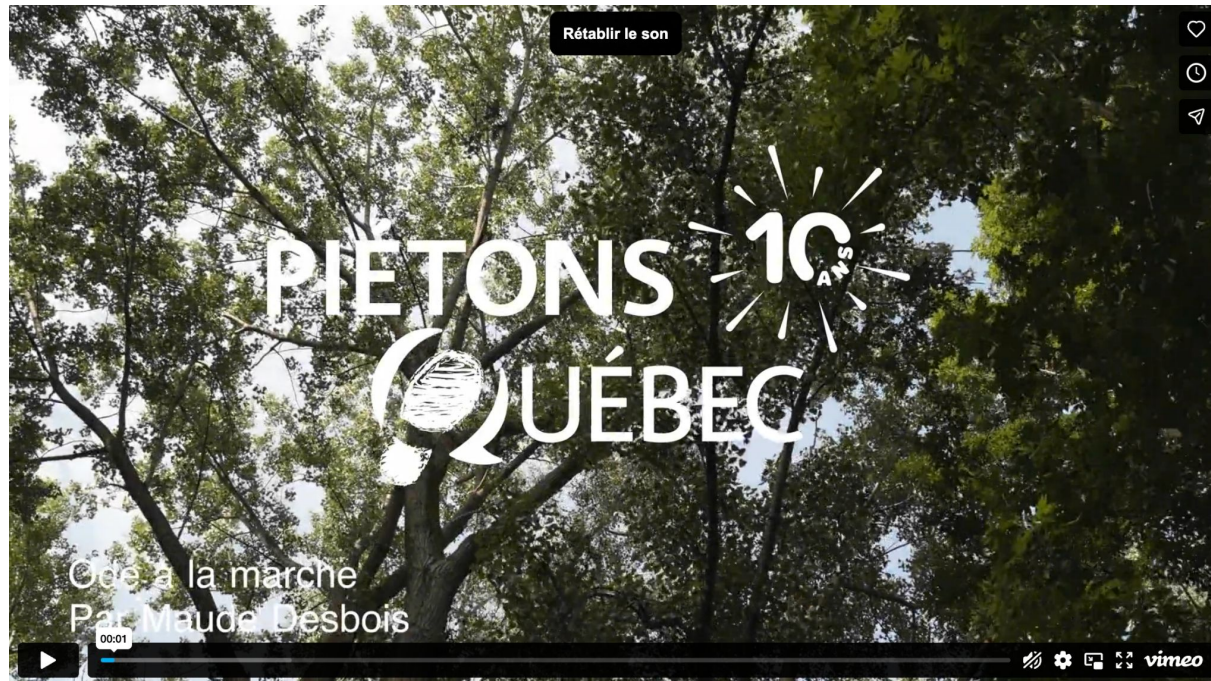 Rétablir le son
PIÉTONS
10
ANS
QUÉBEC
Ode à la marche
Par Maude Desbois
00:01
vimeo